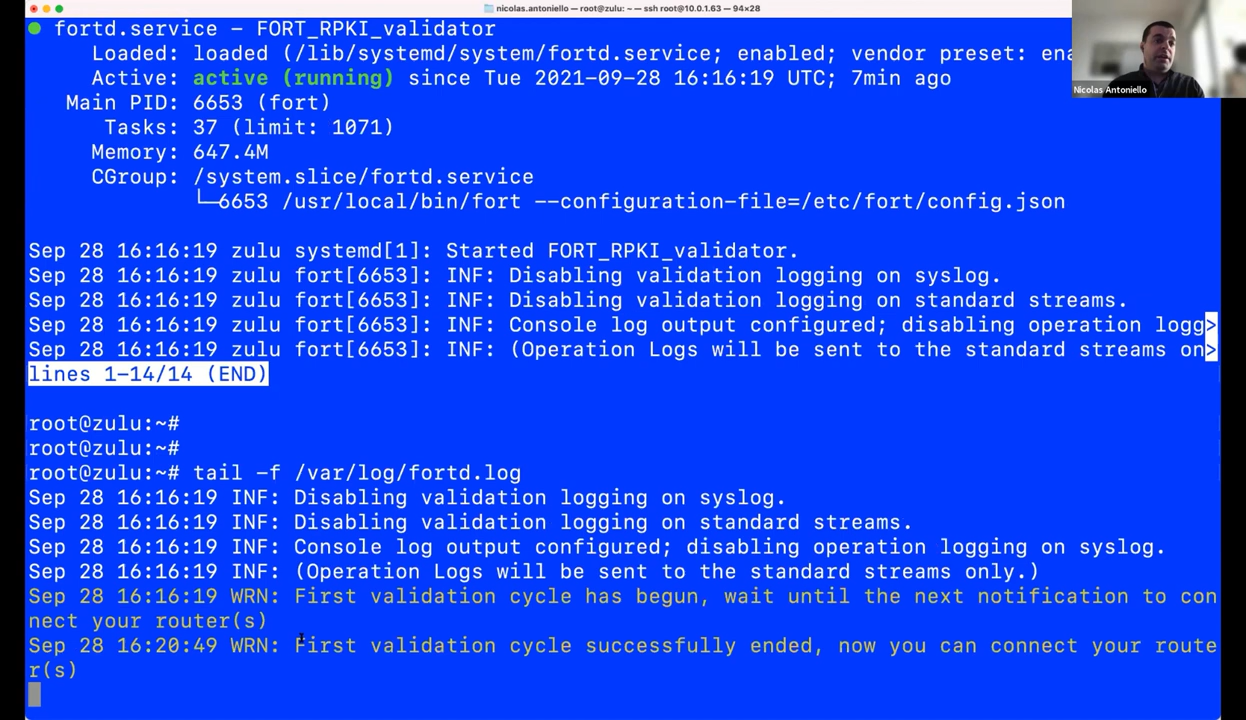 nicolas.antoniello — root@zulu: ~ — ssh root@10.0.1.63 — 94×28
fortd.service – FORT_RPKI_validator
Loaded: loaded (/lib/systemd/system/fortd.service; enabled; vendor preset: ena
Active: active (running) since Tue 2021–09–28 16:16:19 UTC; 7min ago
Nicolas Antoniello
Main PID: 6653 (fort)
Tasks: 37 (limit: 1071)
Memory: 647.4M
CGroup: /system.slice/fortd.service
└─6653 /usr/local/bin/fort --configuration-file=/etc/fort/config.json
Sep 28 16:16:19 zulu systemd[1]: Started FORT_RPKI_validator.
Sep 28 16:16:19 zulu fort[6653]: INF: Disabling validation logging on syslog.
Sep 28 16:16:19 zulu fort[6653]: INF: Disabling validation logging on standard streams.
Sep 28 16:16:19 zulu fort[6653]: INF: Console log output configured; disabling operation logg>
Sep 28 16:16:19 zulu fort[6653]: INF: (Operation Logs will be sent to the standard streams on>
lines 1–14/14 (END)
root@zulu:~#
root@zulu:~#
root@zulu:~# tail -f /var/log/fortd.log
Sep 28 16:16:19 INF: Disabling validation logging on syslog.
Sep 28 16:16:19 INF: Disabling validation logging on standard streams.
Sep 28 16:16:19 INF: Console log output configured; disabling operation logging on syslog.
Sep 28 16:16:19 INF: (Operation Logs will be sent to the standard streams only.)
Sep 28 16:16:19 WRN: First validation cycle has begun, wait until the next notification to con
nect your router(s)
Sep 28 16:20:49 WRN: First validation cycle successfully ended, now you can connect your route
r(s)